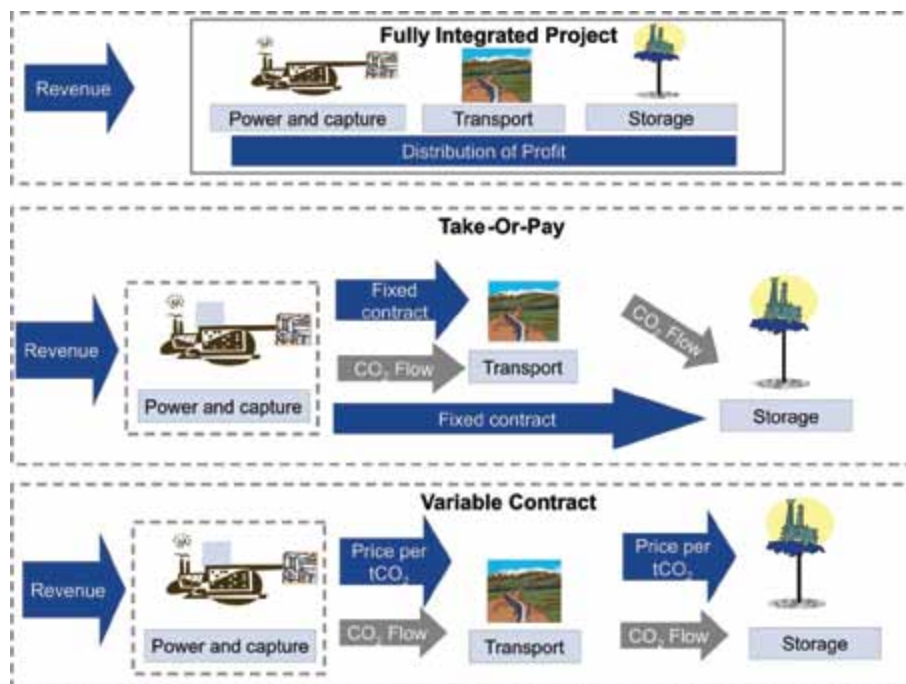 Fully Integrated Project
Revenue
Power and capture
Transport
Storage
Distribution of Profit
Take-Or-Pay
Revenue
Power and capture
Fixed
contract
CO₂ Flow
Transport
CO₂ Flow
Fixed contract
Storage
Variable Contract
Revenue
Power and capture
Price per
tCO₂
CO₂ Flow
Transport
Price per
tCO₂
CO₂ Flow
Storage